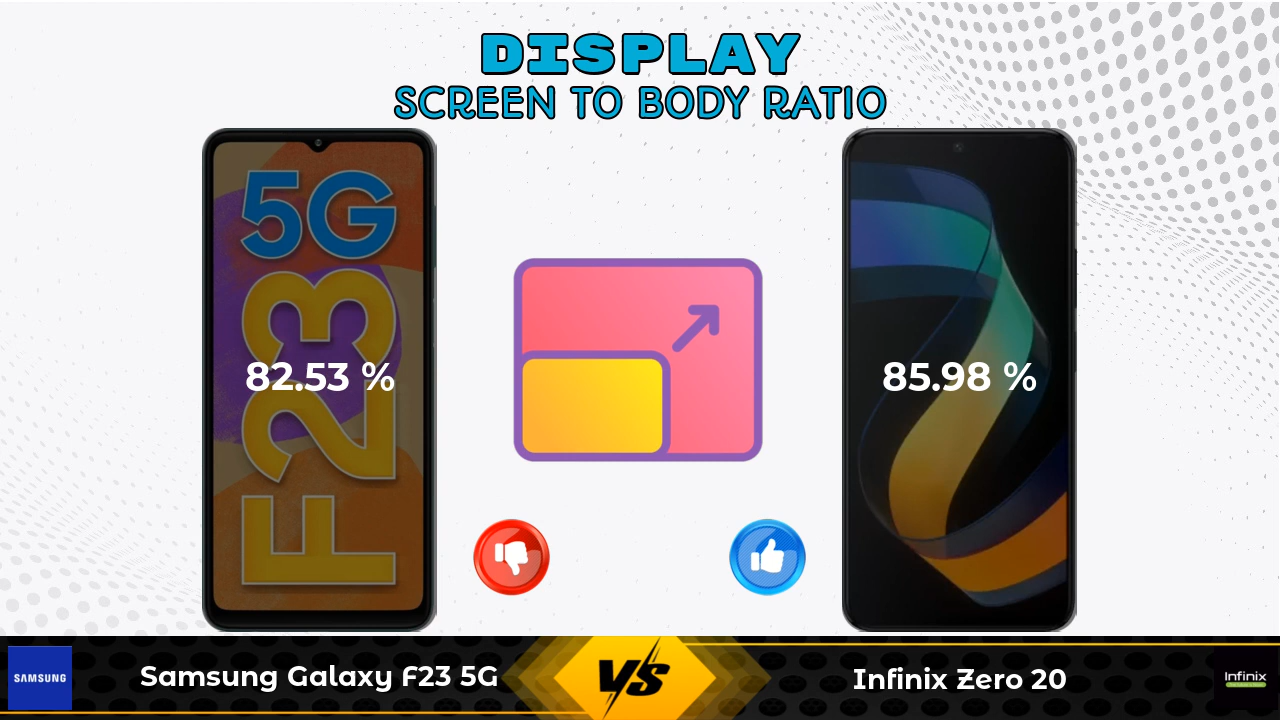 DISPLAY
SCREEN TO BODY RATIO
5G
F23
82.53 %
85.98 %
SAMSUNG
Samsung Galaxy F23 5G
VS
Infinix Zero 20
Infinix